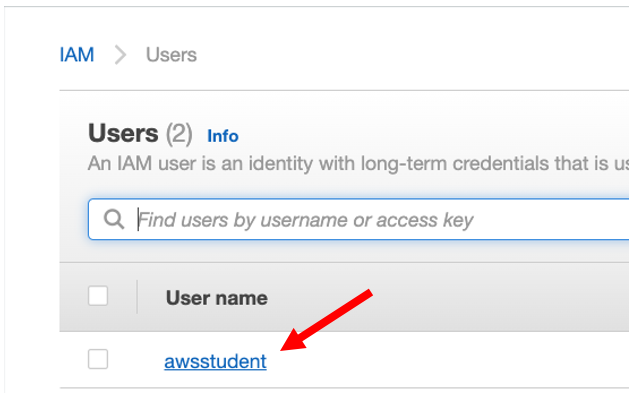 IAM > Users
Users (2) Info
An IAM user is an identity with long-term credentials that is us
Find users by username or access key
User name
awsstudent